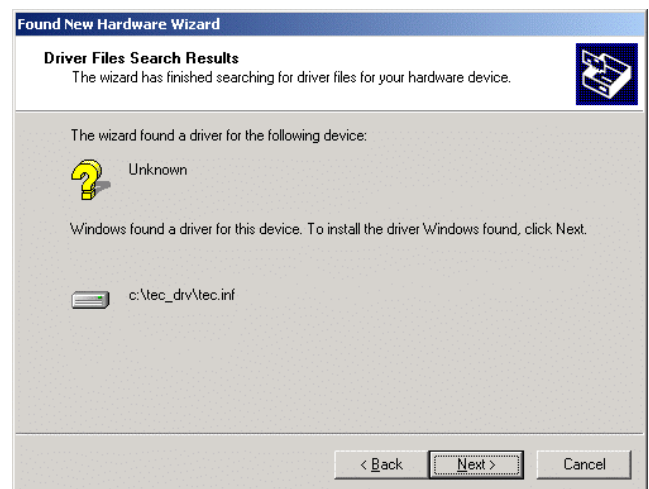 Found New Hardware Wizard
Driver Files Search Results
The wizard has finished searching for driver files for your hardware device.
The wizard found a driver for the following device:
Unknown
Windows found a driver for this device. To install the driver Windows found, click Next.
c:\tec_drv\tec.inf
< Back Next > Cancel